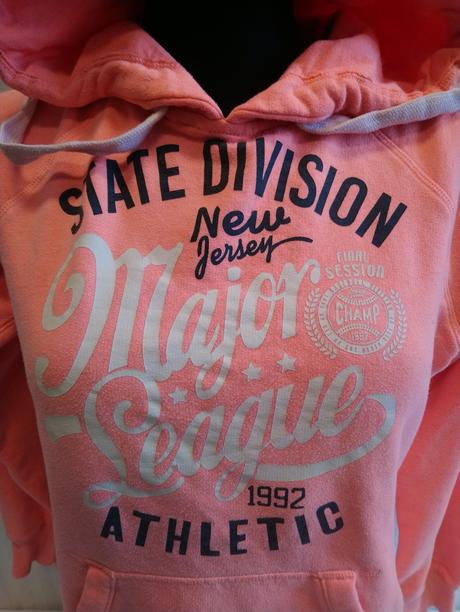 STATE DIVISION
New
Jersey
Major
FINAL
SESSION
CHAMP
League
1992
ATHLETIC